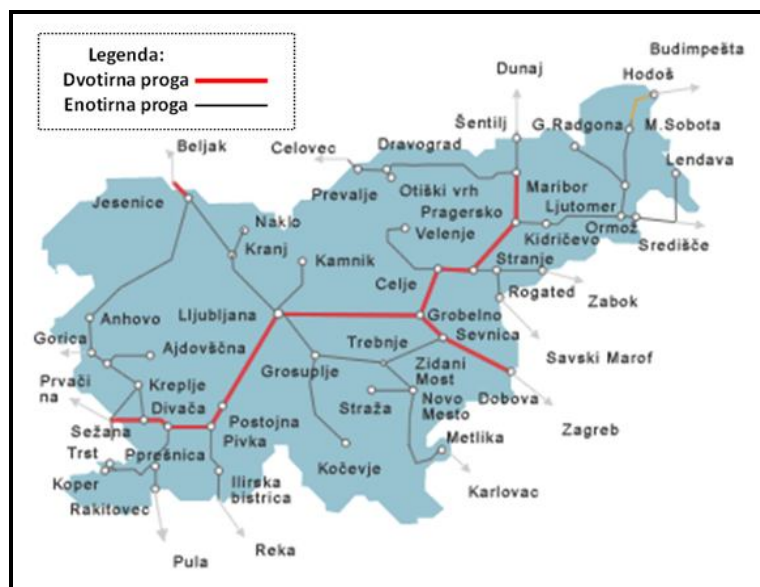 Legenda:
Dvotirna proga
Enotirna proga
Budimpešta
Hodoš
Dunaj
Šentilj
G.Radgona
M.Sobota
Beljak
Celovec
Dravograd
Lendava
Jesenice
Prevalje
Otiški vrh
Maribor
Naklo
Pragersko
Ljutomer
Kranj
Velenje
Ormož
Kidričevo
Središče
Kamnik
Stranje
Celje
Rogated
Zabok
Lljubljana
Anhovo
Grobelno
Trebnje
Sevnica
Gorica
Ajdovščna
Savski Marof
Grosuplje
Zidani
Most
Prvači
na
Kreplje
Dobova
Divača
Straža
Novo
Mesto
Postojna
Zagreb
Sežana
Pivka
Metlika
Trst
Pprešnica
Kočevje
Koper
Ilirska
bistrica
Karlovac
Rakitovec
Reka
Pula